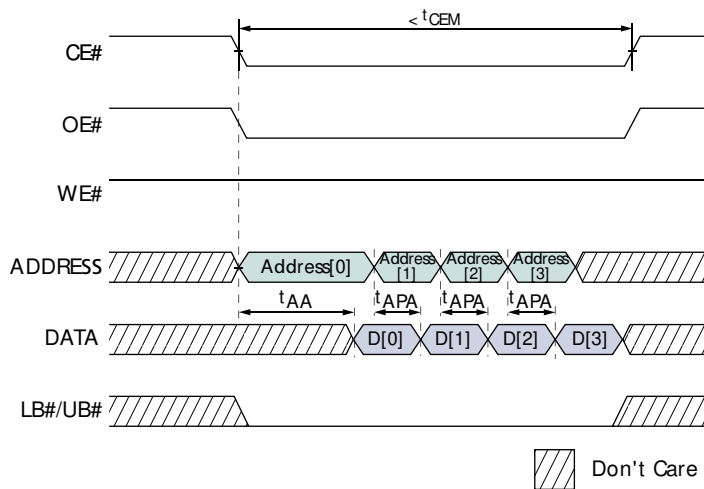 < tCEM
CE#
OE#
WE#
ADDRESS
Address[0]
Address
[1]
Address
[2]
Address
[3]
tAA
tAPA
tAPA
tAPA
DATA
D[0]
D[1]
D[2]
D[3]
LB#/UB#
Don't Care